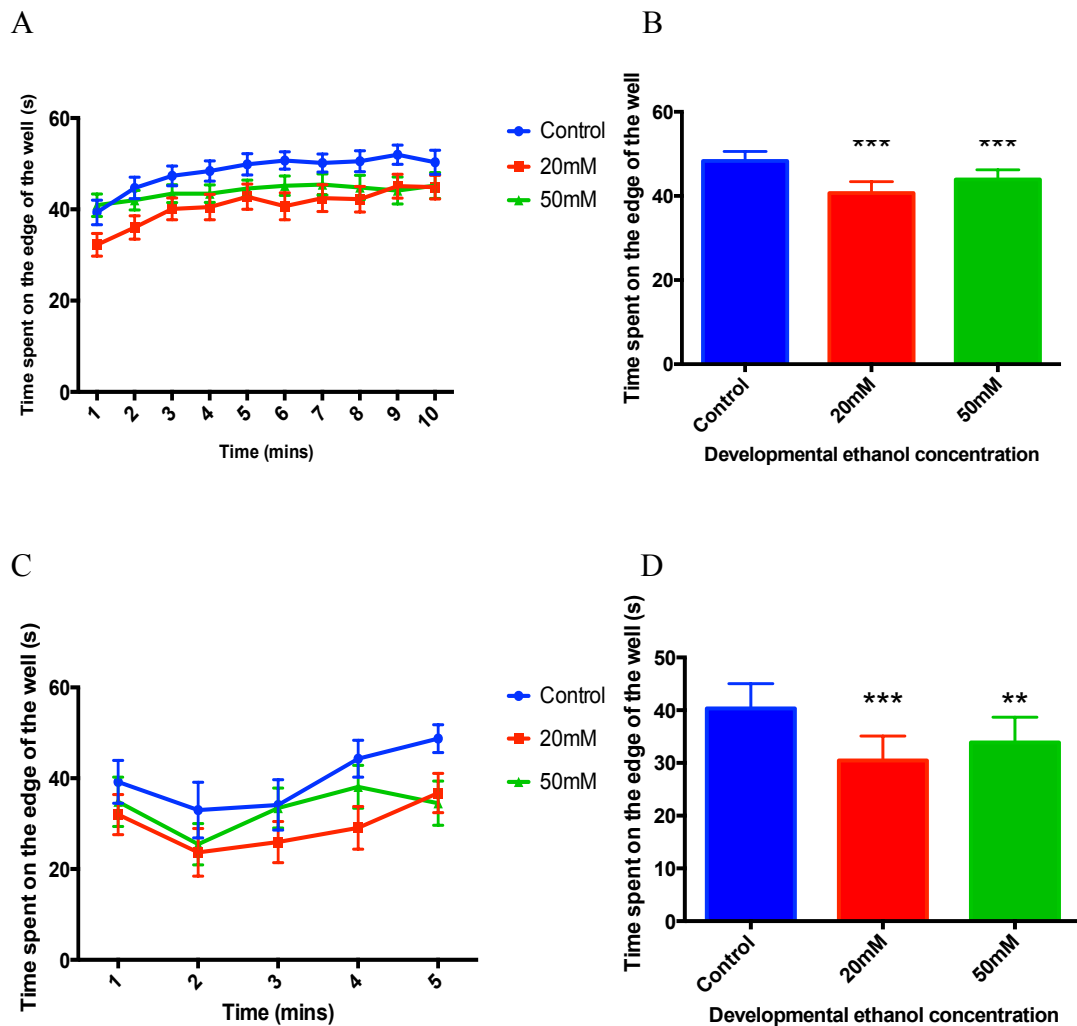 A
Time spent on the edge of the well (s)
60
40
20
0
1
2
3
4
5
6
7
8
9
10
Time (mins)
Control
20mM
50mM
B
Time spent on the edge of the well
60
40
20
0
***
***
Control
20mM
50mM
Developmental ethanol concentration
C
Time spent on the edge of the well (s)
60
40
20
0
1
2
3
4
5
Time (mins)
Control
20mM
50mM
D
Time spent on the edge of the well (s)
50
40
30
20
10
0
***
**
Control
20mM
50mM
Developmental ethanol concentration